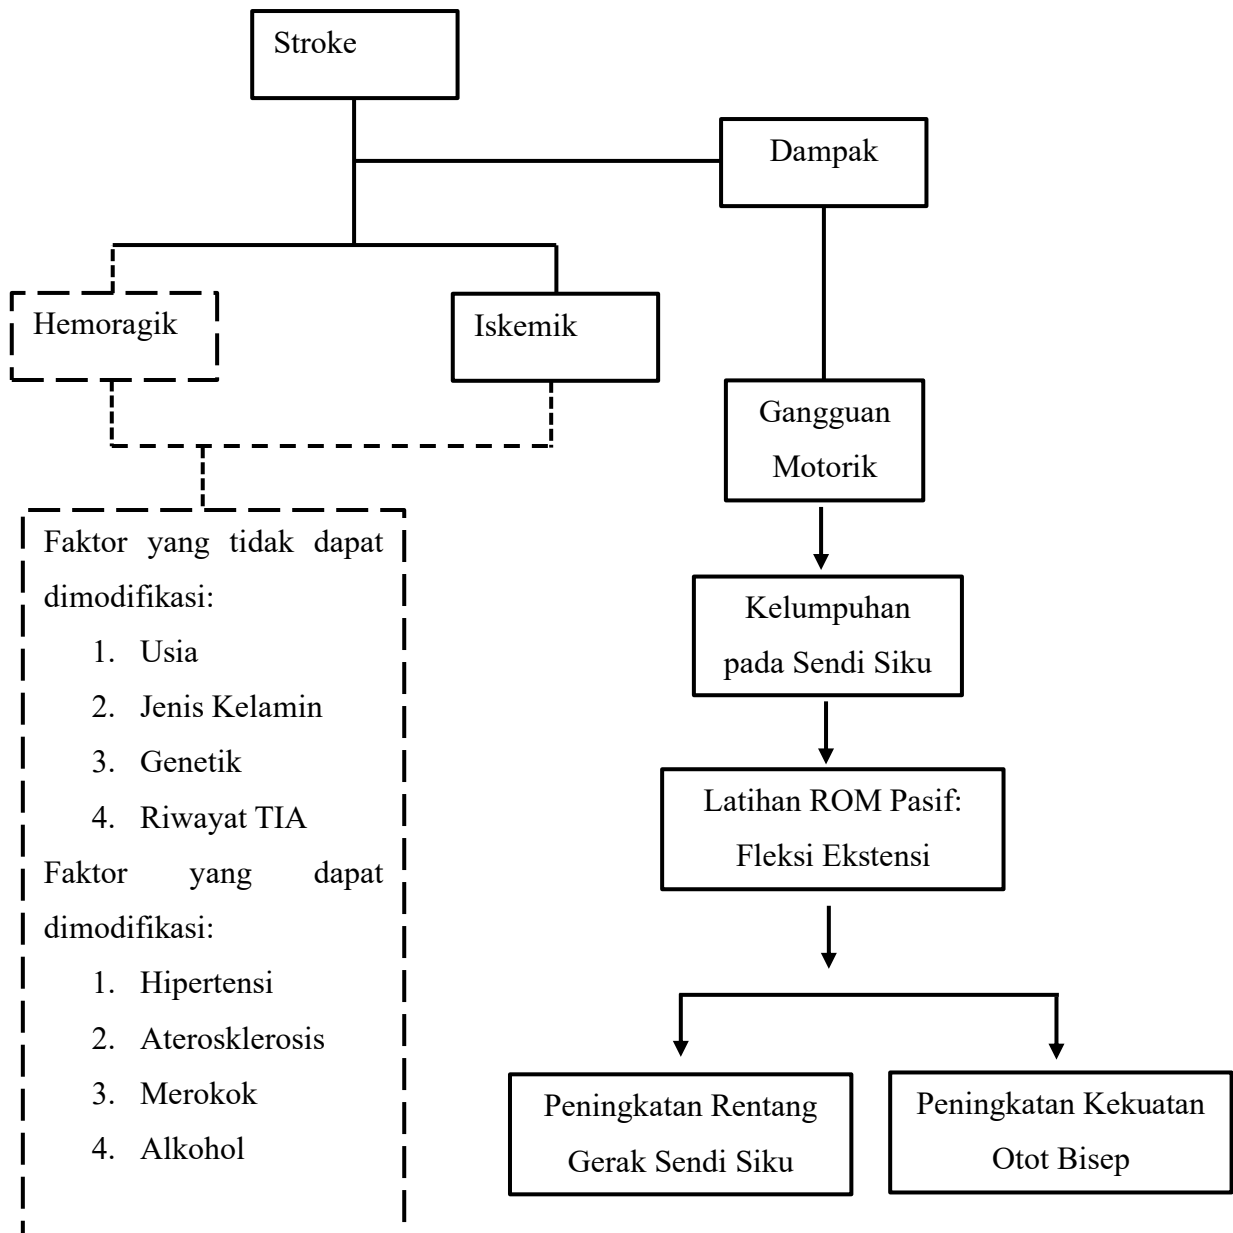 Stroke
Dampak
Hemoragik
Iskemik
Gangguan
Motorik
Faktor yang tidak dapat
dimodifikasi:
1. Usia
2. Jenis Kelamin
3. Genetik
4. Riwayat TIA
Faktor yang dapat
dimodifikasi:
1. Hipertensi
2. Aterosklerosis
3. Merokok
4. Alkohol
Kelumpuhan
pada Sendi Siku
Latihan ROM Pasif:
Fleksi Ekstensi
Peningkatan Rentang
Gerak Sendi Siku
Peningkatan Kekuatan
Otot Bisep